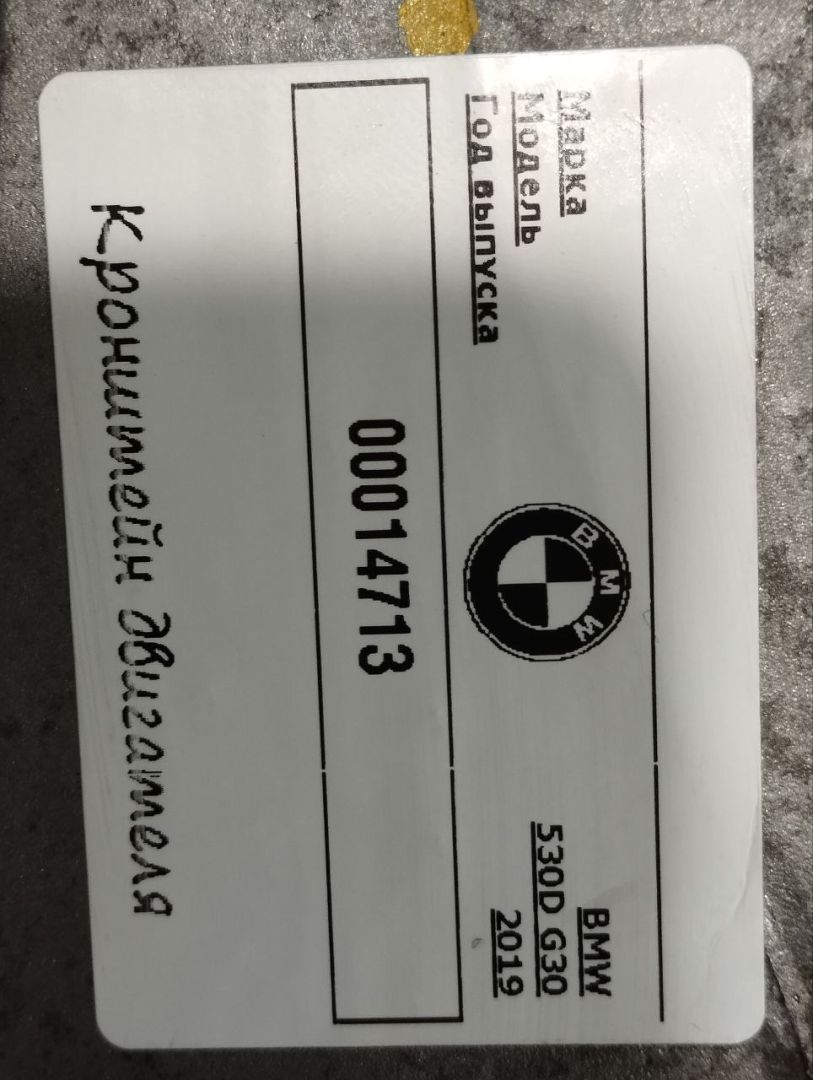 Марка BMW
Модель 530D G30
Год выпуска 2019
BMW
00014713
Кронштейн двигателя